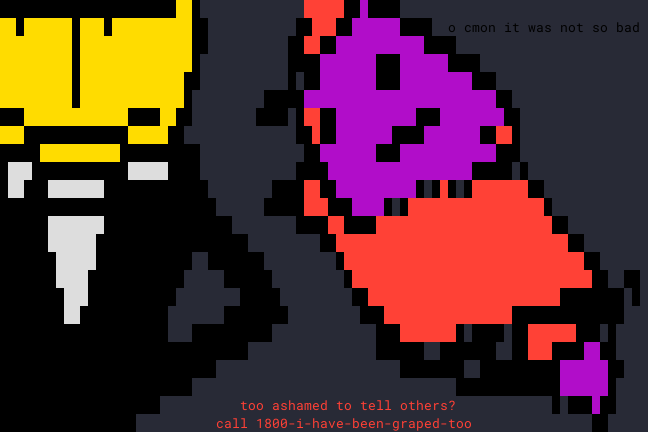 o cmon it was not so bad
too ashamed to tell others?
call 1800-i-have-been-graped-too